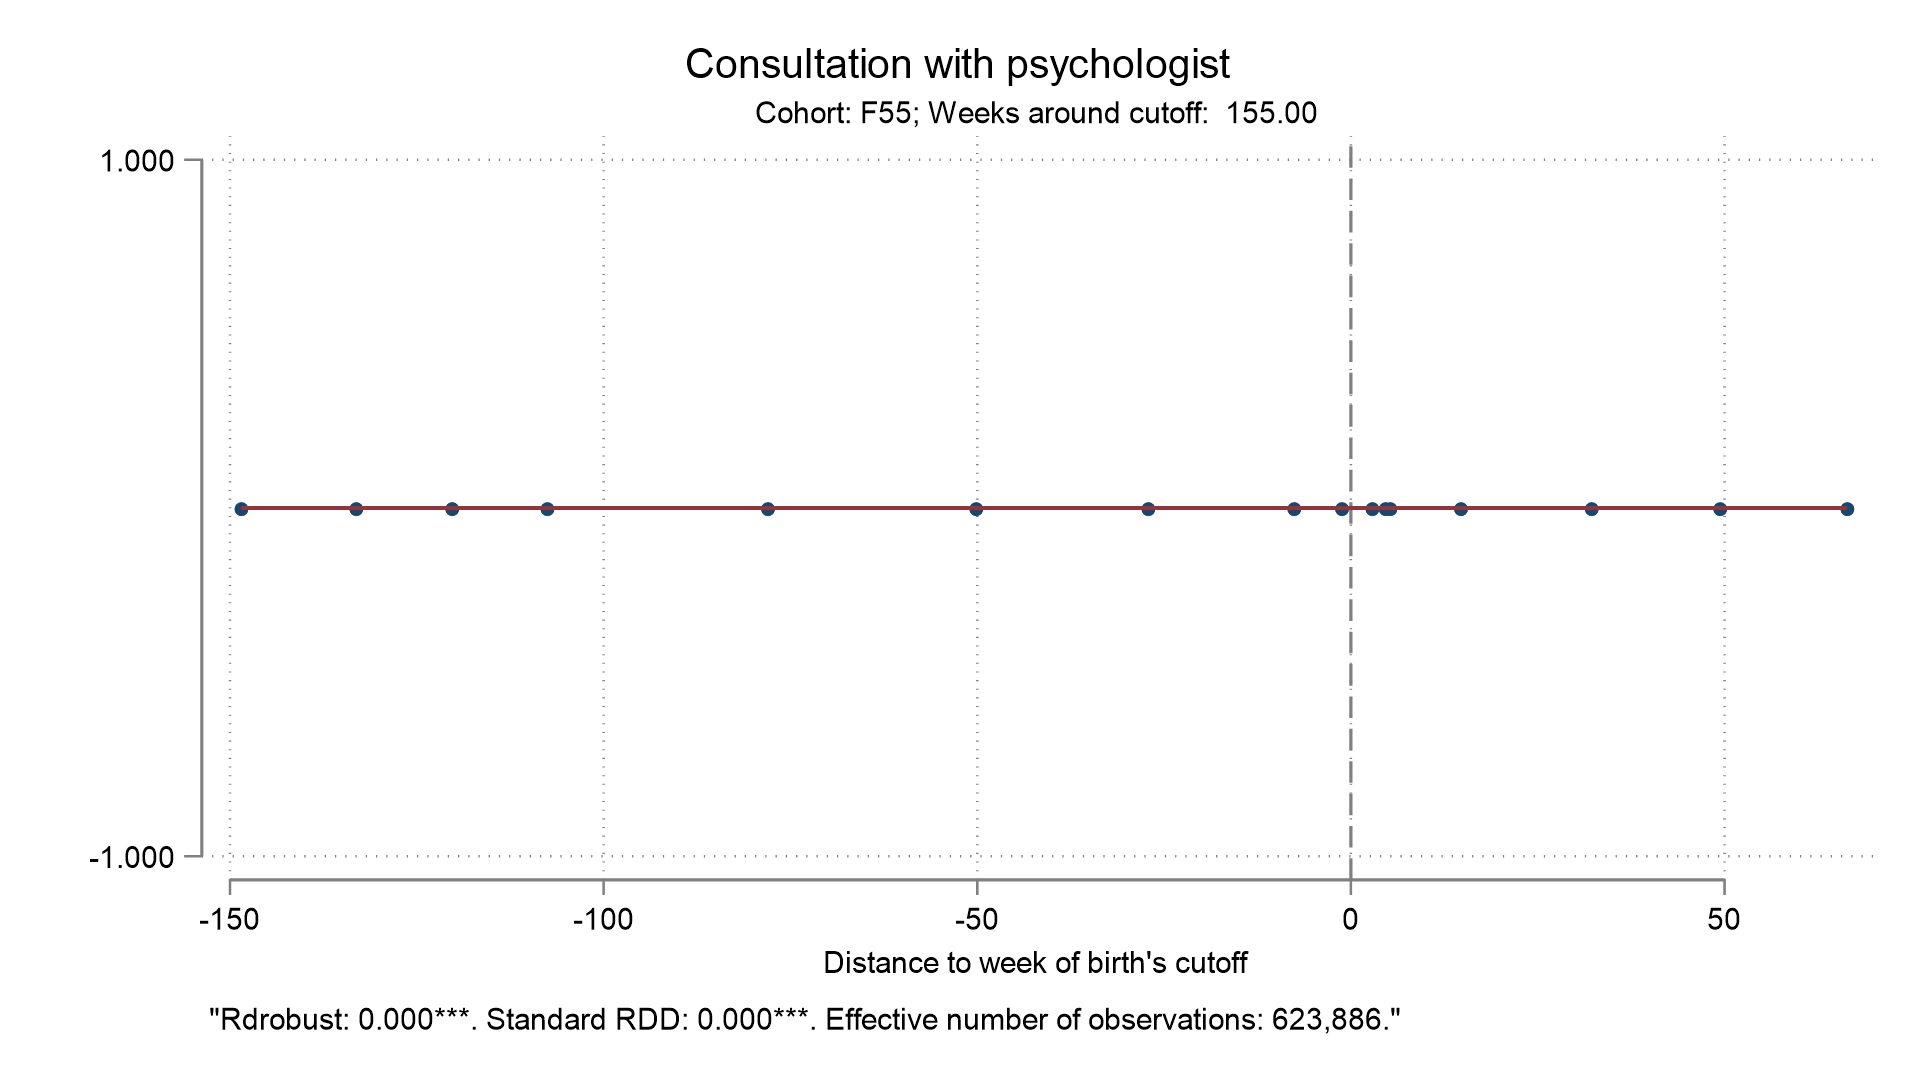 Consultation with psychologist
Cohort: F55; Weeks around cutoff:  155.00
1.000
-1.000
-150 -100 -50 0 50
Distance to week of birth's cutoff
"Rdrobust: 0.000***. Standard RDD: 0.000***. Effective number of observations: 623,886."